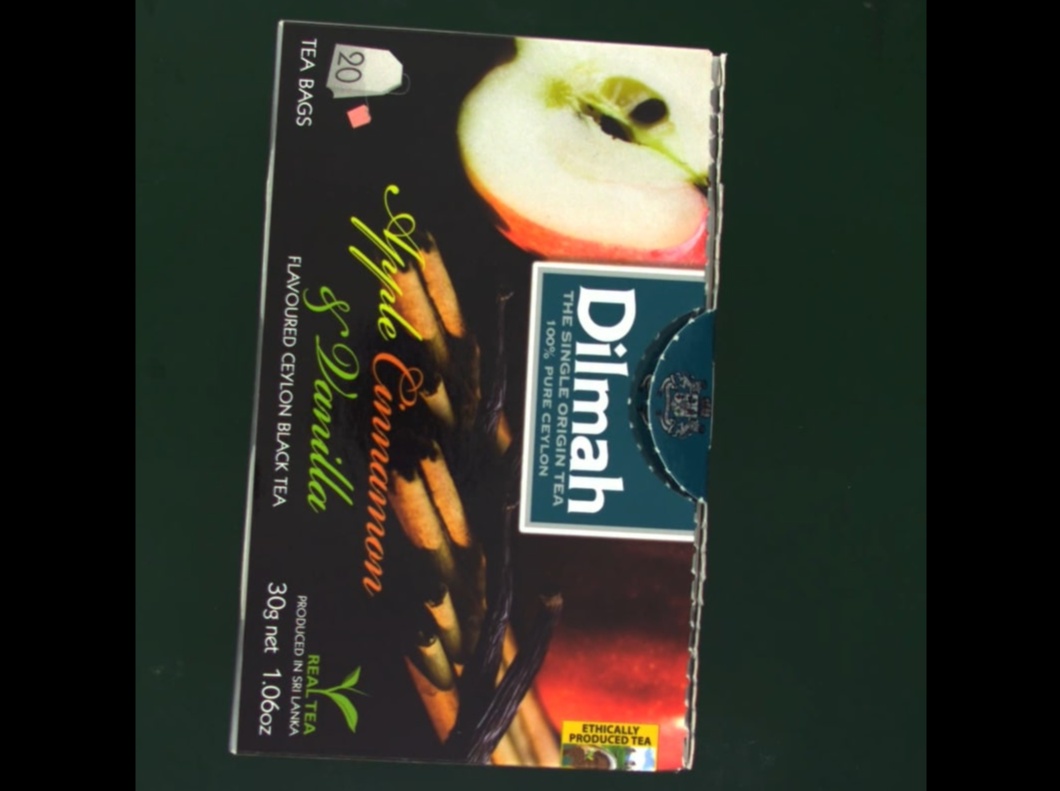 Dilmah
THE SINGLE ORIGIN TEA
100% PURE CEYLON
Apple Cinnamon
& Vanilla
FLAVOURED CEYLON BLACK TEA
20
TEA BAGS
REAL TEA
PRODUCED IN SRI LANKA
30g net 1.06oz
ETHICALLY
PRODUCED TEA